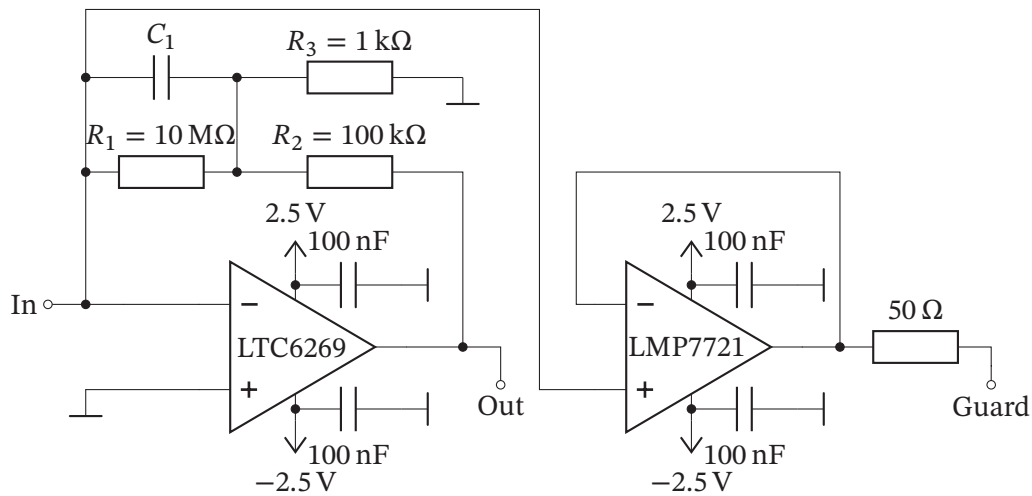 C₁
R₃ = 1 kΩ
R₁ = 10 MΩ
R₂ = 100 kΩ
2.5 V
100 nF
In
−
LTC6269
+
Out
100 nF
−2.5 V
2.5 V
100 nF
50 Ω
−
LMP7721
+
Guard
100 nF
−2.5 V